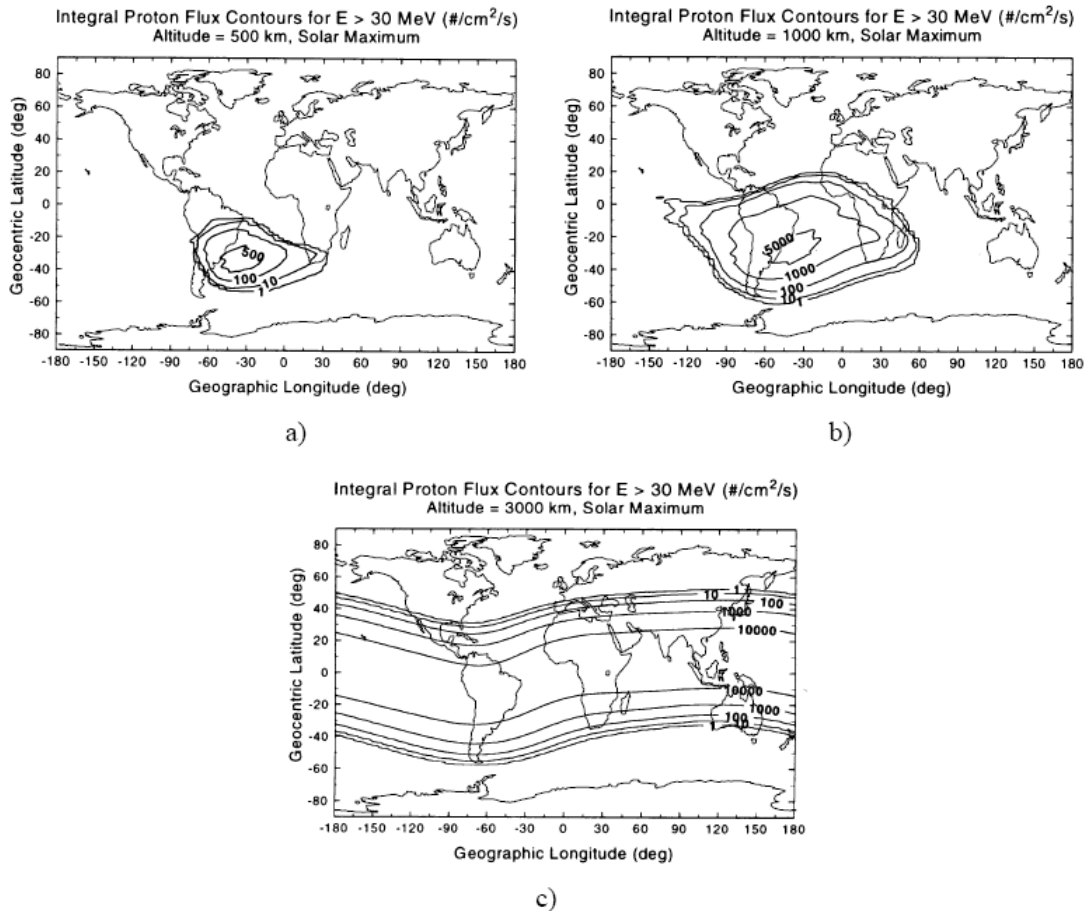 Integral Proton Flux Contours for E > 30 MeV (#/cm²/s)
Altitude = 500 km, Solar Maximum
Geocentric Latitude (deg)
80
60
40
20
0
-20
-40
-60
-80
500
100
10
1
-180 -150 -120 -90 -60 -30 0 30 60 90 120 150 180
Geographic Longitude (deg)
a)
Integral Proton Flux Contours for E > 30 MeV (#/cm²/s)
Altitude = 1000 km, Solar Maximum
Geocentric Latitude (deg)
80
60
40
20
0
-20
-40
-60
-80
5000
1000
100
10
1
-180 -150 -120 -90 -60 -30 0 30 60 90 120 150 180
Geographic Longitude (deg)
b)
Integral Proton Flux Contours for E > 30 MeV (#/cm²/s)
Altitude = 3000 km, Solar Maximum
Geocentric Latitude (deg)
80
60
40
20
0
-20
-40
-60
-80
10 1
100
1000
10000
10000
1000
100
1 10
-180 -150 -120 -90 -60 -30 0 30 60 90 120 150 180
Geographic Longitude (deg)
c)